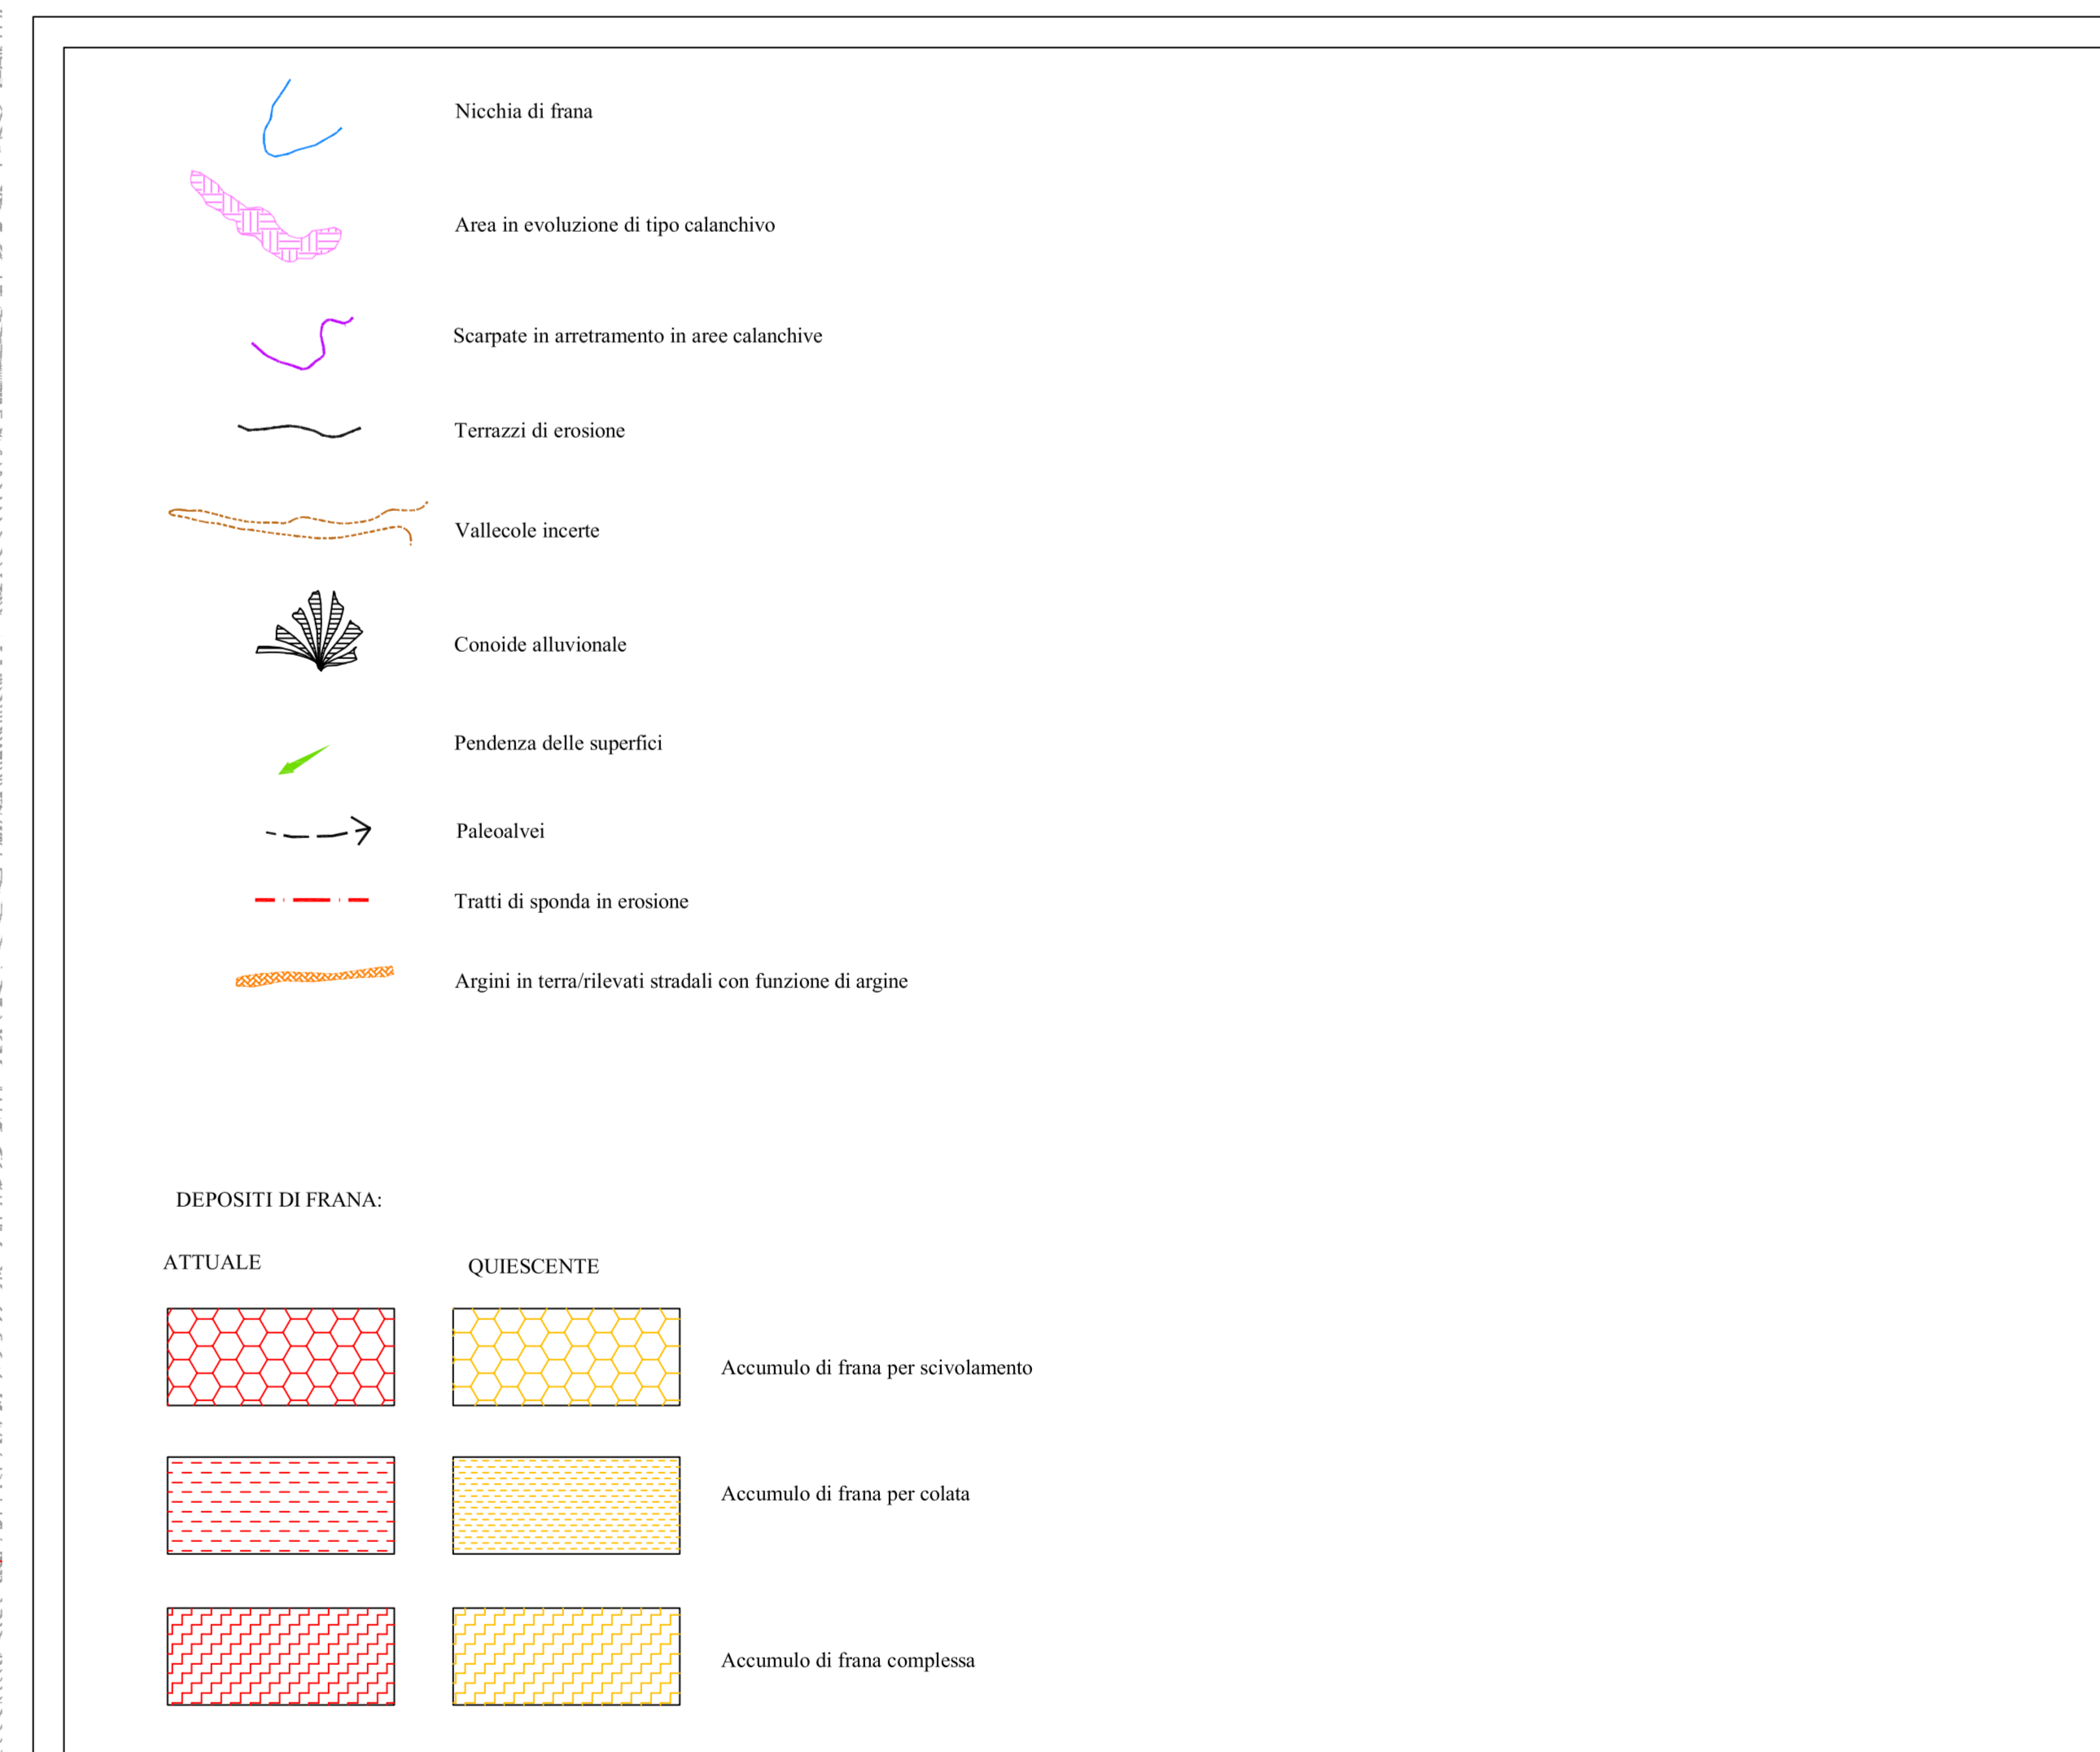 Nicchia di frana
Area in evoluzione di tipo calanchivo
Scarpate in arretramento in aree calanchive
Terrazzi di erosione
Vallecole incerte
Conoide alluvionale
Pendenza delle superfici
Paleoalvei
Tratti di sponda in erosione
Argini in terra/rilevati stradali con funzione di argine
DEPOSITI DI FRANA:
ATTUALE
QUIESCENTE
Accumulo di frana per scivolamento
Accumulo di frana per colata
Accumulo di frana complessa